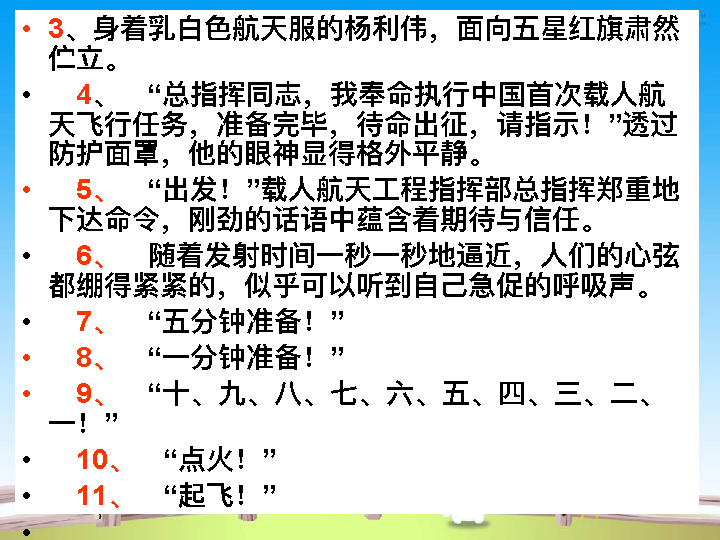 • 3、身着乳白色航天服的杨利伟，面向五星红旗肃然
伫立。
• 4、 “总指挥同志，我奉命执行中国首次载人航
天飞行任务，准备完毕，待命出征，请指示！”透过
防护面罩，他的眼神显得格外平静。
• 5、 “出发！”载人航天工程指挥部总指挥郑重地
下达命令，刚劲的话语中蕴含着期待与信任。
• 6、 随着发射时间一秒一秒地逼近，人们的心弦
都绷得紧紧的，似乎可以听到自己急促的呼吸声。
• 7、 “五分钟准备！”
• 8、 “一分钟准备！”
• 9、 “十、九、八、七、六、五、四、三、二、
一！”
• 10、 “点火！”
• 11、 “起飞！”
•